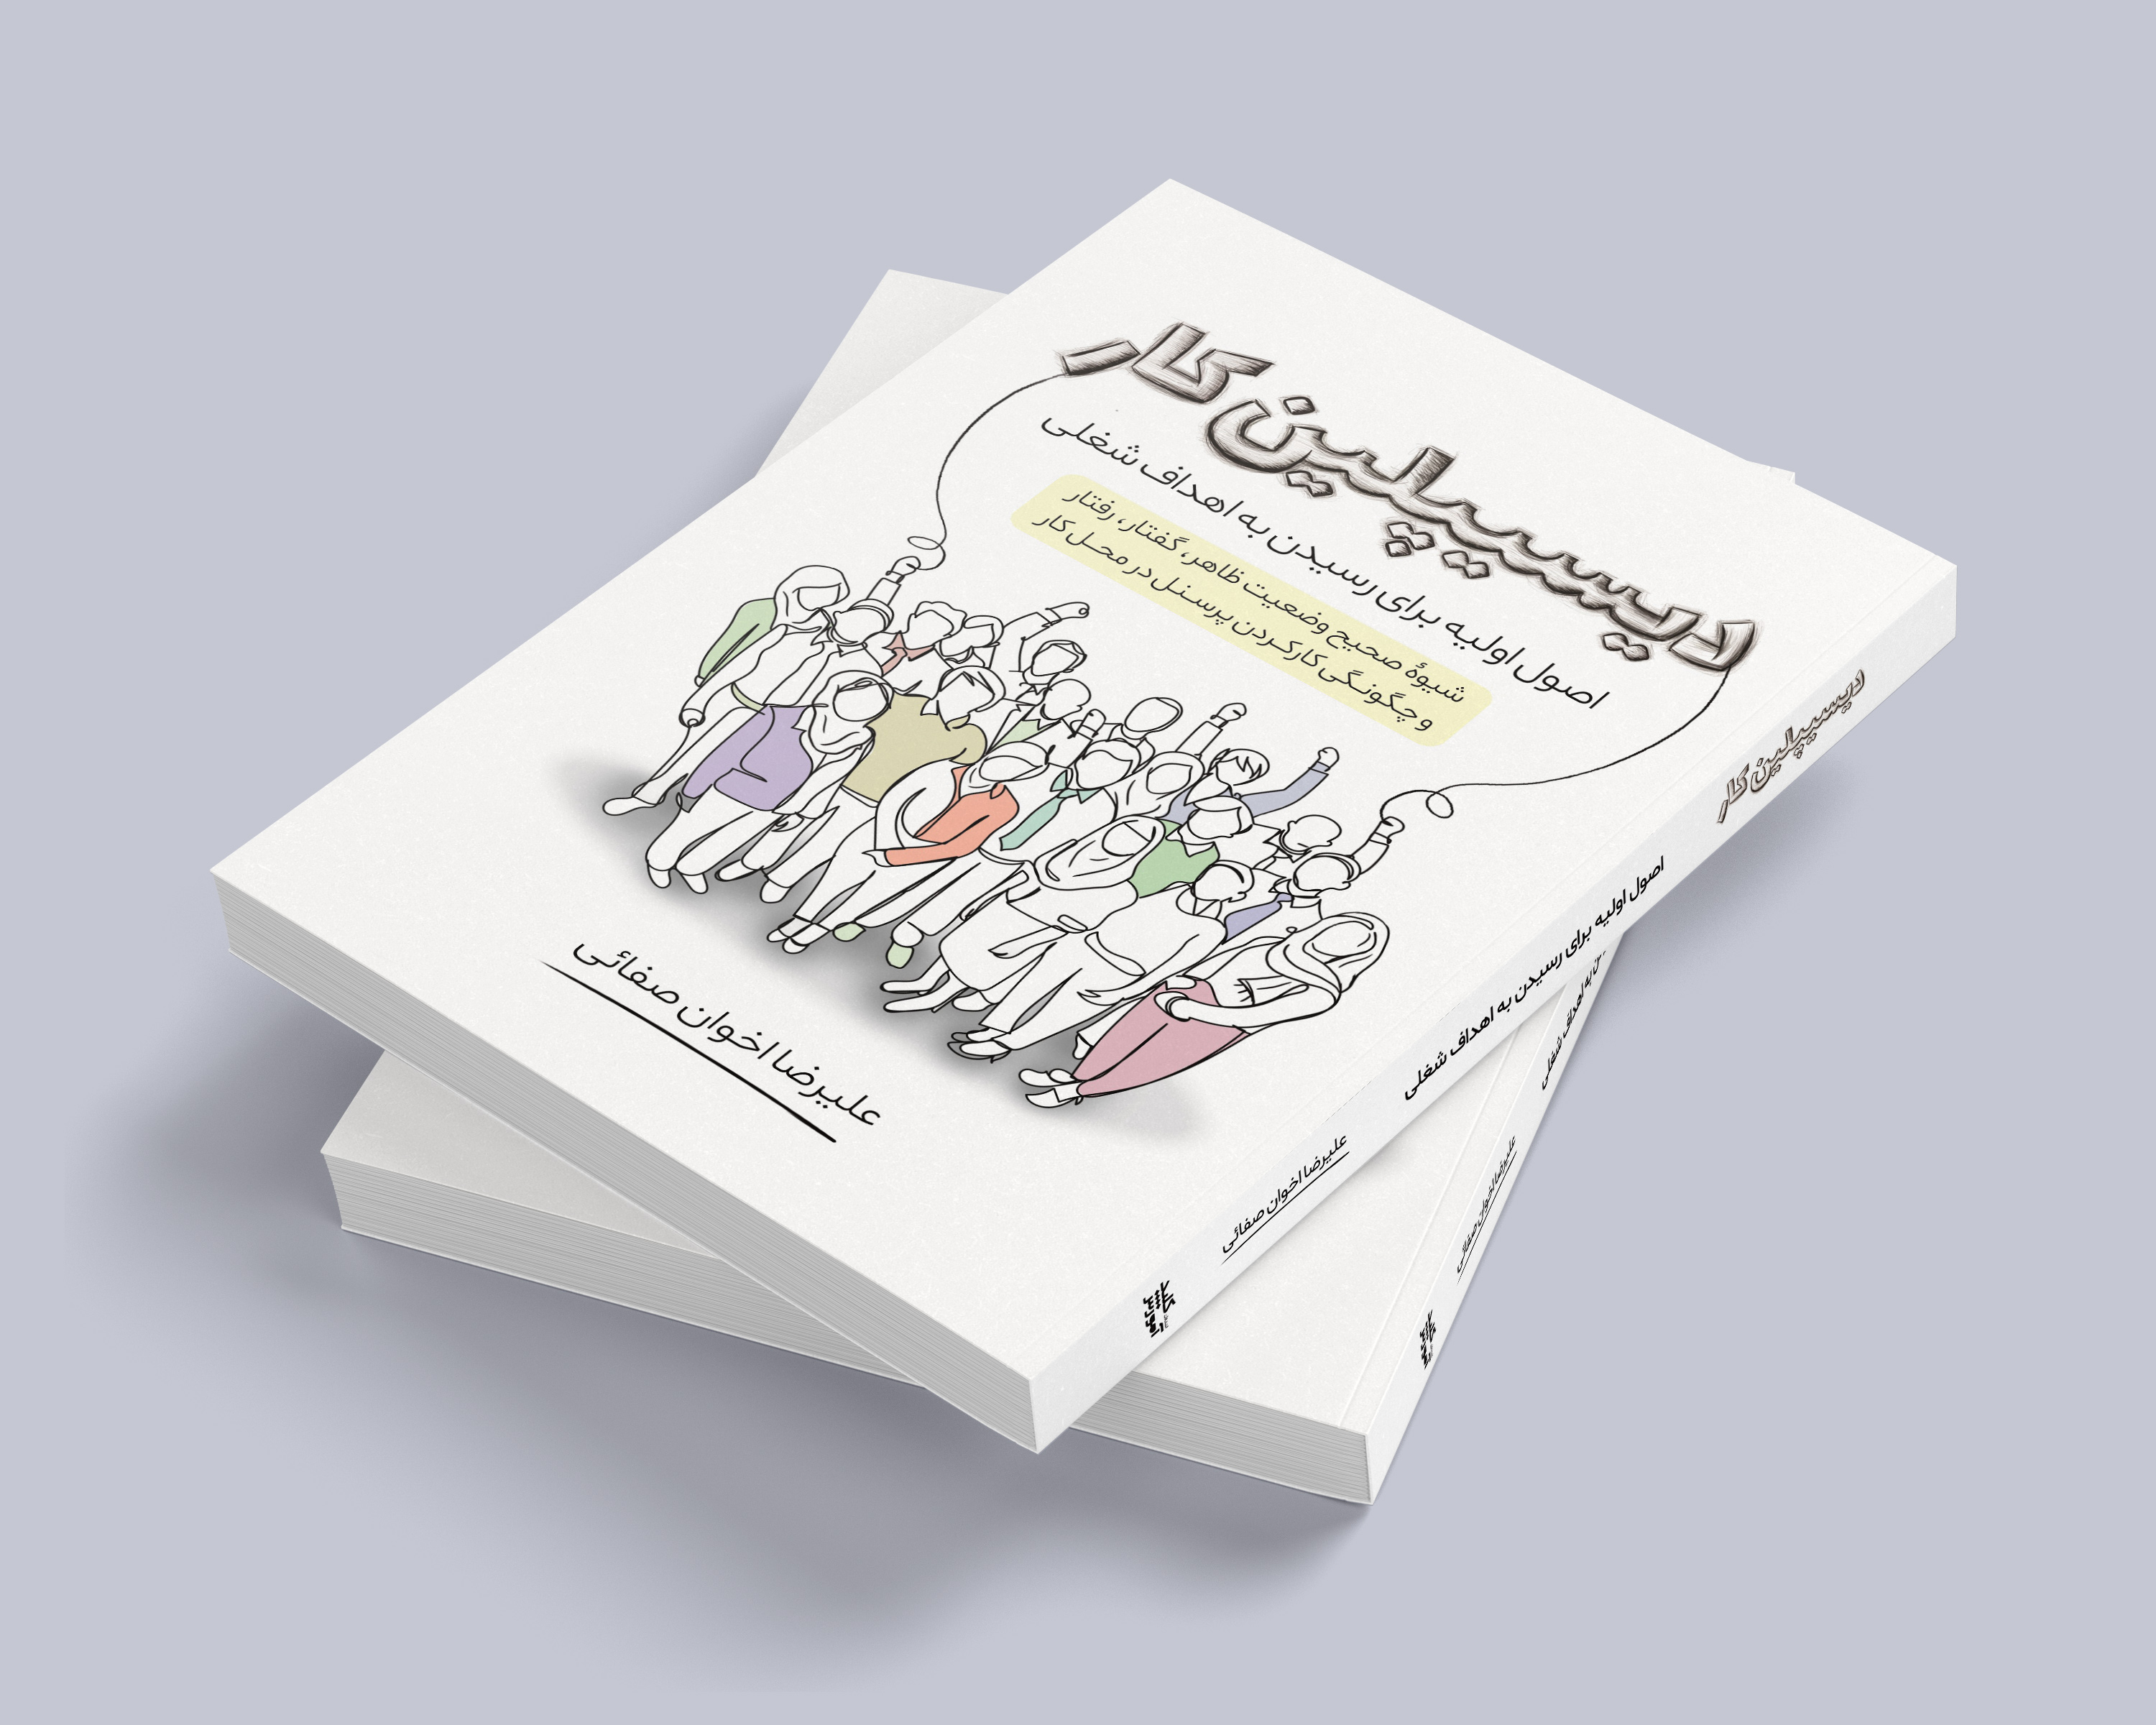 دیسیپلین کار
اصول اولیه برای رسیدن به اهداف شغلی
شیوهٔ صحیح وضعیت ظاهر، گفتار، رفتار
و چگونگی کارکردن پرسنل در محل کار
علیرضا اخوان صفائی
دیسیپلین کار
اصول اولیه برای رسیدن به اهداف شغلی
علیرضا اخوان صفائی
به اهداف شغلی
علیرضا اخوان صفائی